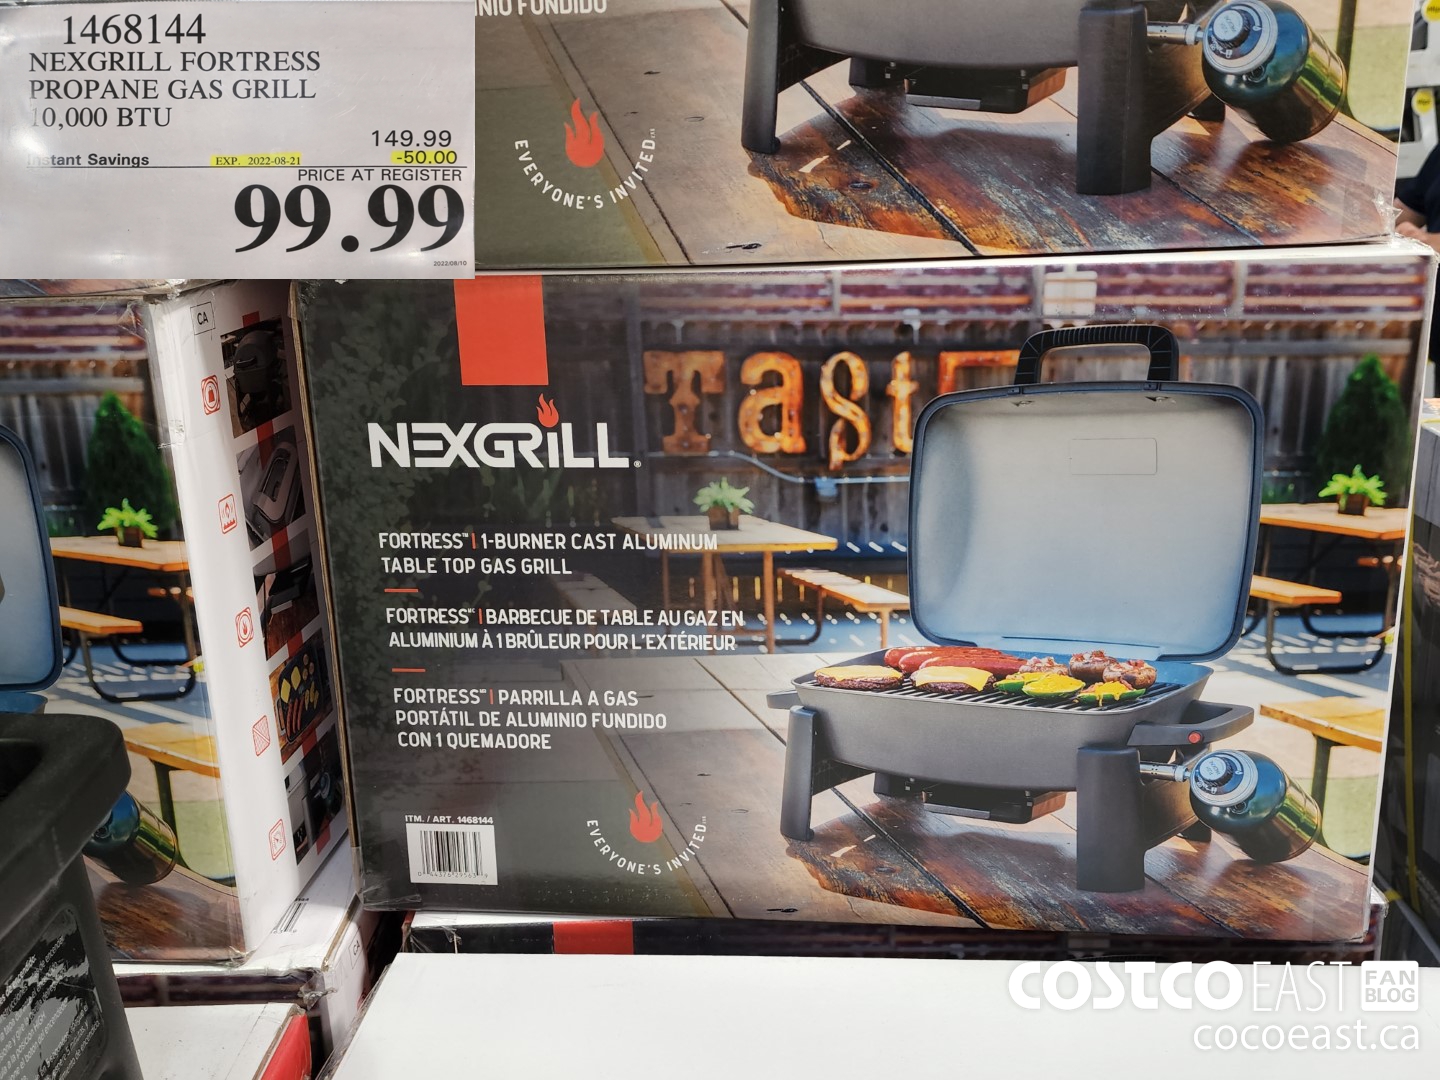 1468144
NEXGRILL FORTRESS
PROPANE GAS GRILL
10,000 BTU
149.99
Instant Savings EXP. 2022-08-21 -50.00
PRICE AT REGISTER
99.99
2022/08/10
NIO FUNDIDO
EVERYONE'S INVITED
CA
Tast
NEXGRILL®
FORTRESS™ | 1-BURNER CAST ALUMINUM
TABLE TOP GAS GRILL
FORTRESS | BARBECUE DE TABLE AU GAZ EN
ALUMINIUM À 1 BRÛLEUR POUR L'EXTÉRIEUR
FORTRESS | PARRILLA A GAS
PORTÁTIL DE ALUMINIO FUNDIDO
CON 1 QUEMADORE
ITM. / ART. 1468144
EVERYONE'S INVITED
CA
COSTCO EAST FAN BLOG
cocoeast.ca